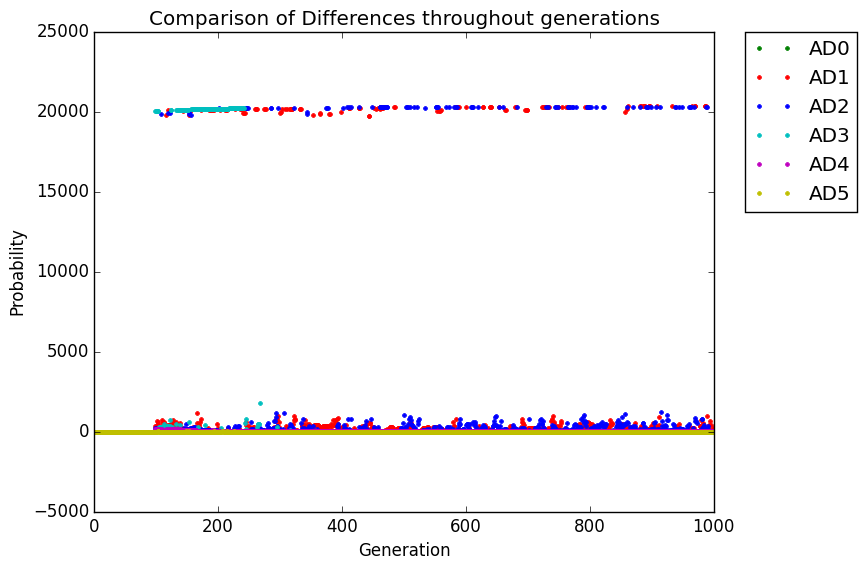 Comparison of Differences throughout generations
25000
20000
15000
10000
5000
0
−5000
Probability
0 200 400 600 800 1000
Generation
AD0
AD1
AD2
AD3
AD4
AD5